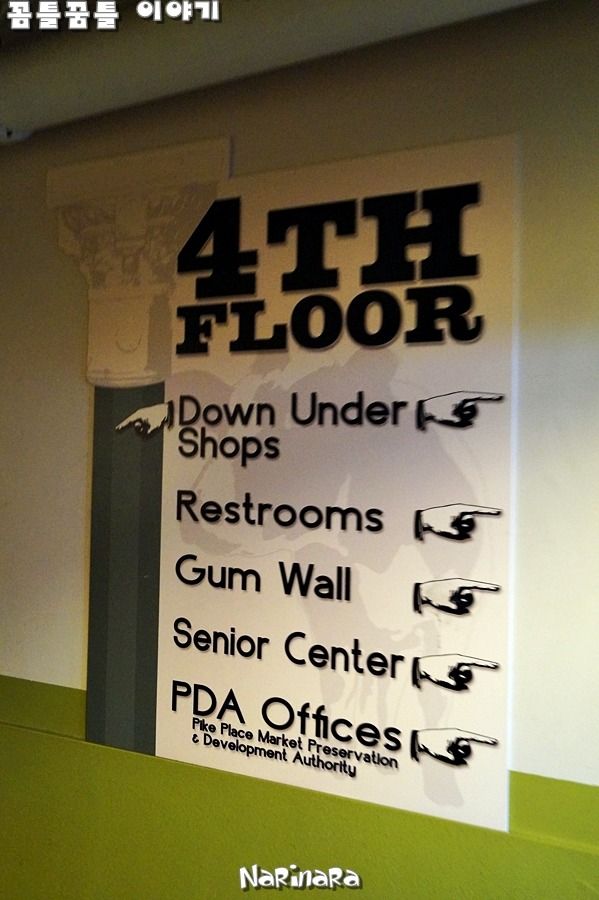 꼼틀꿈틀 이야기
4TH
FLOOR
Down Under
Shops
Restrooms
Gum Wall
Senior Center
PDA Offices
Pike Place Market Preservation
& Development Authority
NaRinaRa